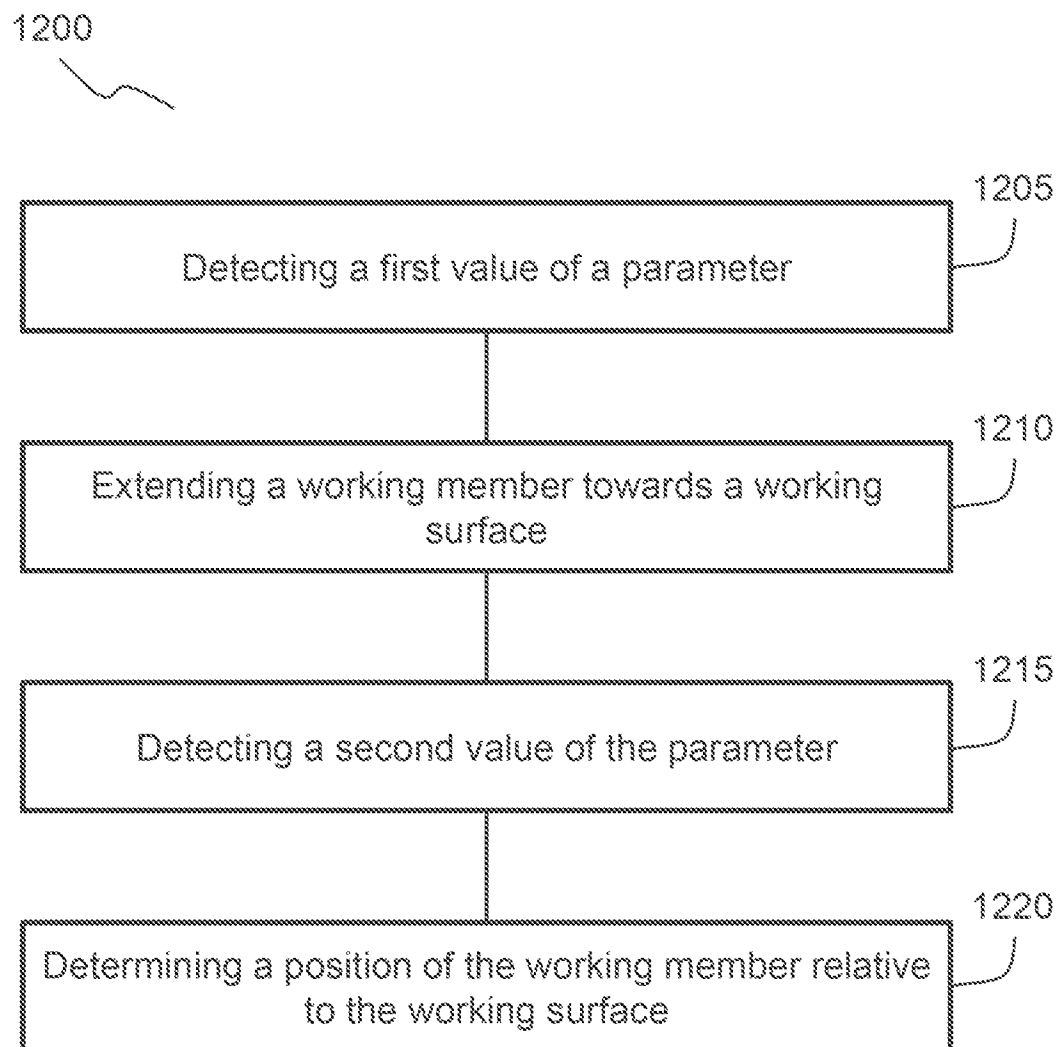 1200
1205
Detecting a first value of a parameter
1210
Extending a working member towards a working
surface
1215
Detecting a second value of the parameter
1220
Determining a position of the working member relative
to the working surface